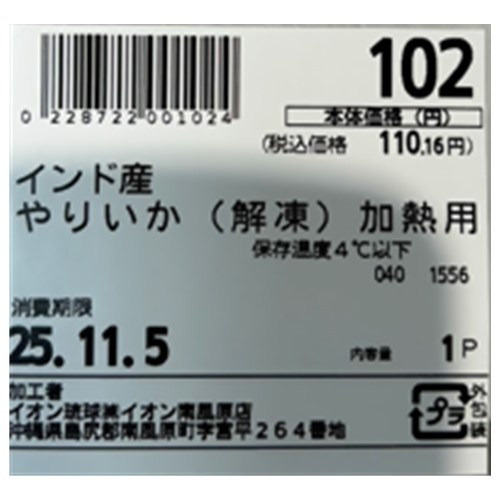 102
0 228722 001024
本体価格(円)
(税込価格 110.16円)
インド産
やりいか(解凍)加熱用
保存温度4℃以下
040 1556
消費期限
25.11.5
内容量 1P
加工者
イオン琉球㈱イオン南風原店
沖縄県島尻郡南風原町字宮平264番地
プラ
外包装